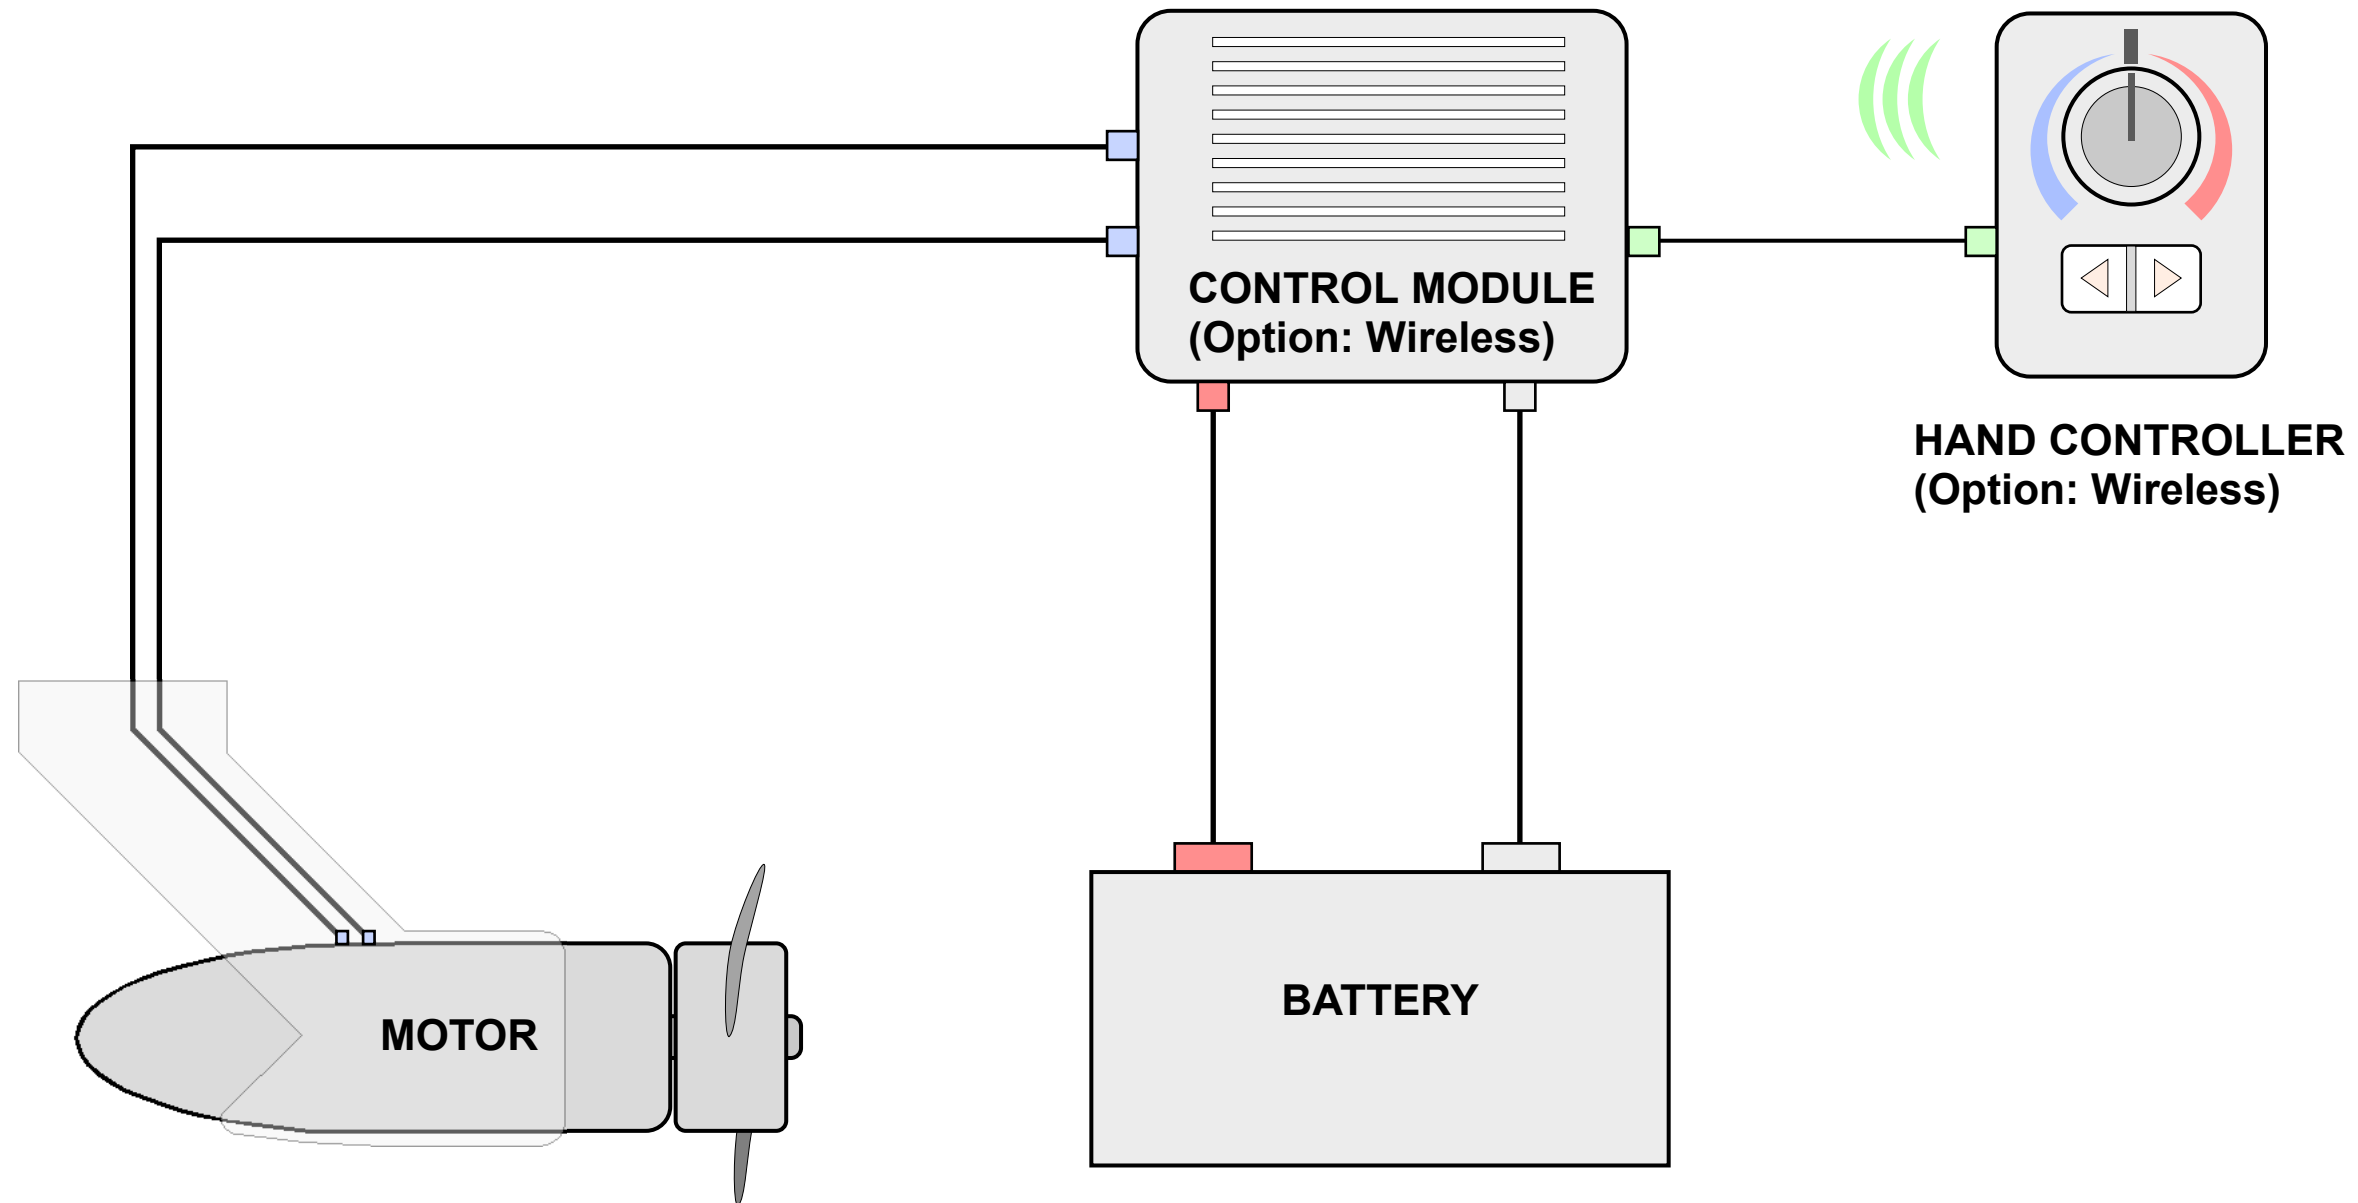 CONTROL MODULE
(Option: Wireless)
HAND CONTROLLER
(Option: Wireless)
MOTOR
BATTERY